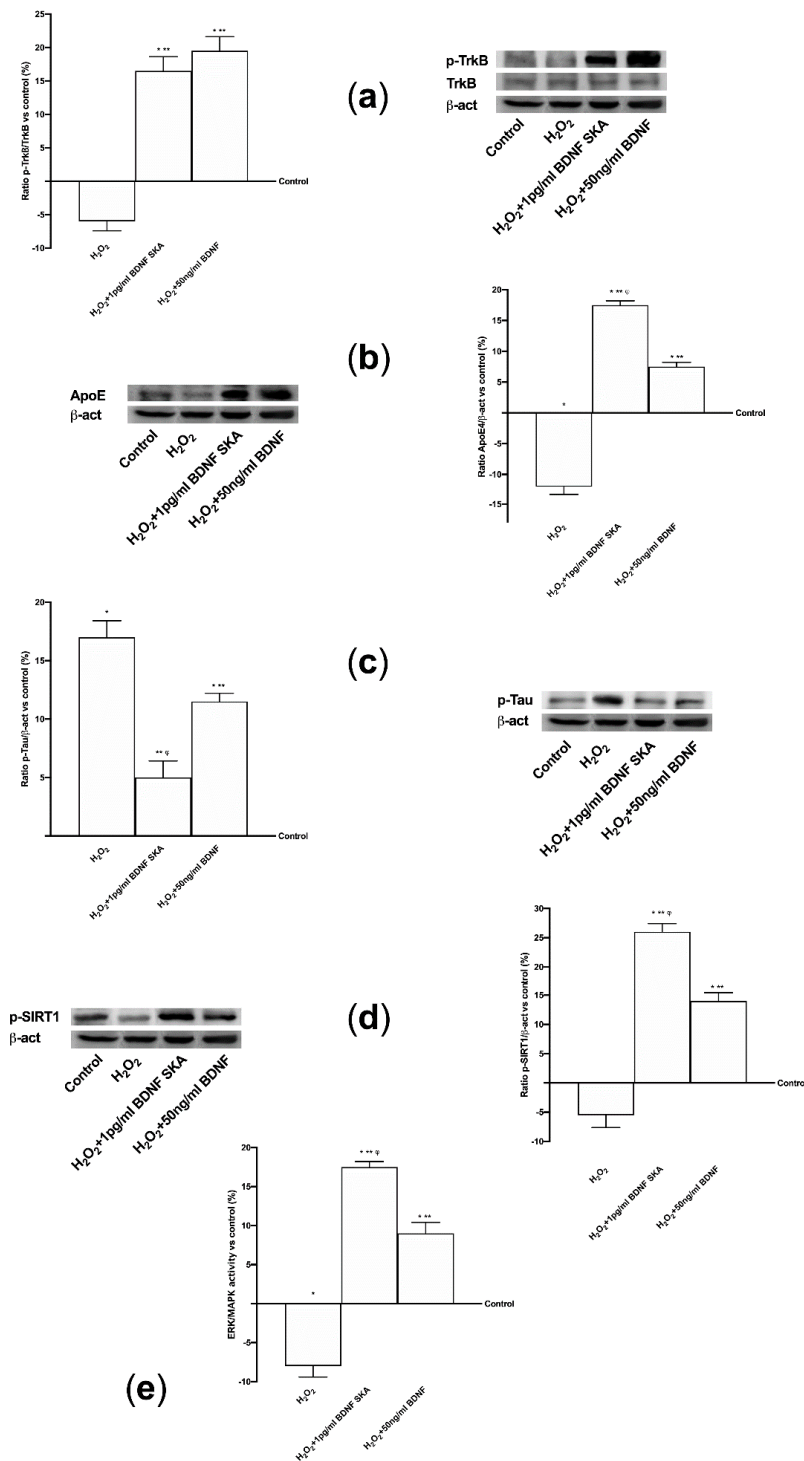 25
20
15
10
5
-5
-10
Ratio p-TrkB/TrkB vs control (%)
* **
* **
Control
H2O2
H2O2+1pg/ml BDNF SKA
H2O2+50ng/ml BDNF
(a)
p-TrkB
TrkB
β-act
Control
H2O2
H2O2+1pg/ml BDNF SKA
H2O2+50ng/ml BDNF
(b)
ApoE
β-act
Control
H2O2
H2O2+1pg/ml BDNF SKA
H2O2+50ng/ml BDNF
20
15
10
5
-5
-10
-15
Ratio ApoE4/β-act vs control (%)
*
* ** φ
* **
Control
H2O2
H2O2+1pg/ml BDNF SKA
H2O2+50ng/ml BDNF
20
15
10
5
Ratio p-Tau/β-act vs control (%)
*
** φ
* **
Control
H2O2
H2O2+1pg/ml BDNF SKA
H2O2+50ng/ml BDNF
(c)
p-Tau
β-act
Control
H2O2
H2O2+1pg/ml BDNF SKA
H2O2+50ng/ml BDNF
p-SIRT1
β-act
Control
H2O2
H2O2+1pg/ml BDNF SKA
H2O2+50ng/ml BDNF
(d)
30
25
20
15
10
5
-5
-10
Ratio p-SIRT1/β-act vs control (%)
* ** φ
* **
Contro
H2O2
H2O2+1pg/ml BDNF SKA
H2O2+50ng/ml BDNF
20
15
10
5
-5
-10
ERK/MAPK activity vs control (%)
*
* ** φ
* **
Control
H2O2
H2O2+1pg/ml BDNF SKA
H2O2+50ng/ml BDNF
(e)